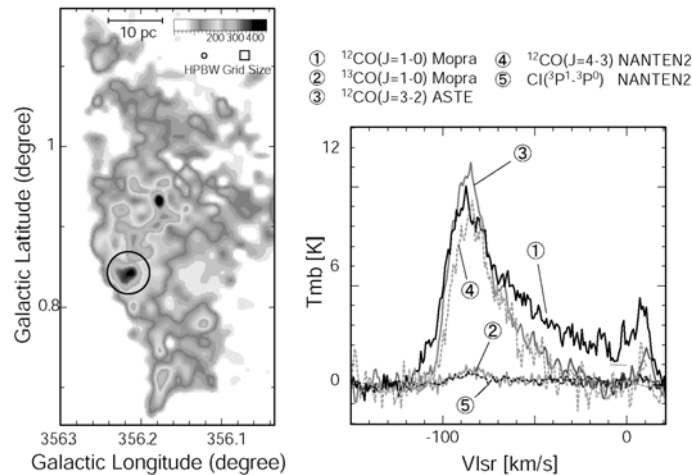 10 pc
200 300 400
HPBW Grid Size
1
0.8
Galactic Latitude (degree)
356.3 356.2 356.1
Galactic Longitude (degree)
① ¹²CO(J=1-0) Mopra
② ¹³CO(J=1-0) Mopra
③ ¹²CO(J=3-2) ASTE
④ ¹²CO(J=4-3) NANTEN2
⑤ CI(³P¹-³P⁰) NANTEN2
12
6
0
Tmb [K]
③
①
④
②
⑤
-100 0
Vlsr [km/s]